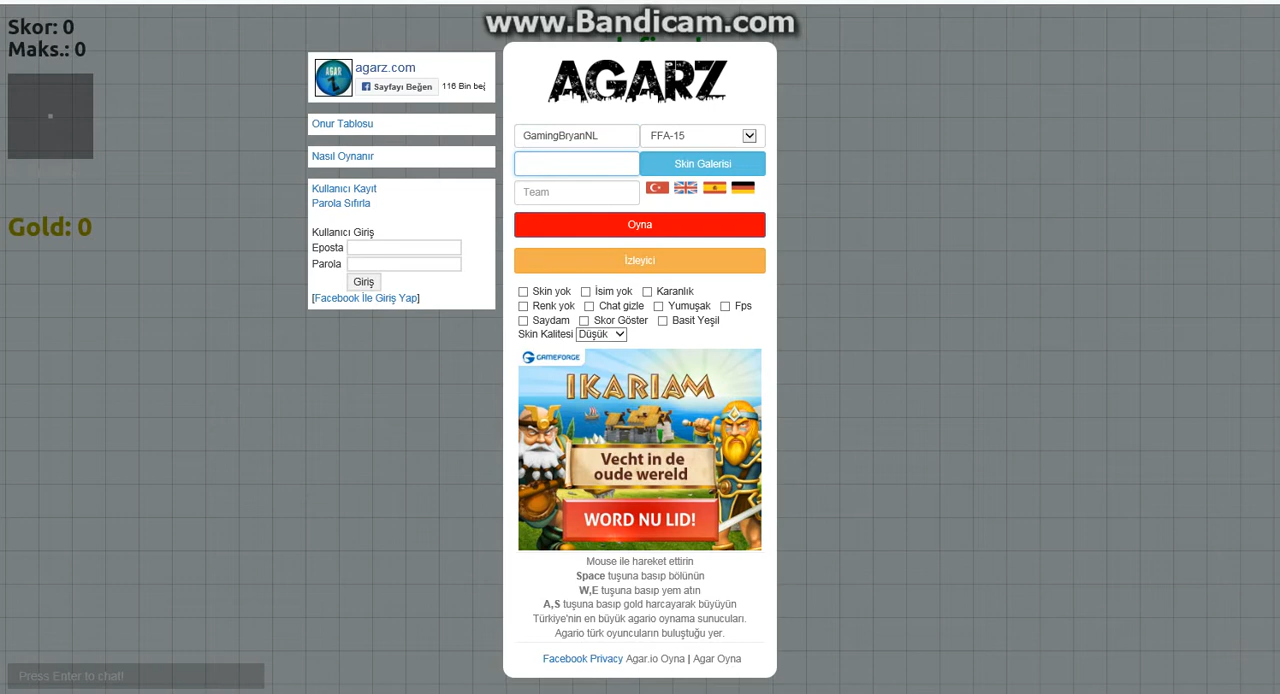 www.Bandicam.com
Skor: 0
Maks.: 0
Gold: 0
agarz.com
Sayfayı Beğen 116 Bin beğ
Onur Tablosu
Nasıl Oynanır
Kullanıcı Kayıt
Parola Sıfırla
Kullanıcı Giriş
Eposta
Parola
Giriş
[Facebook İle Giriş Yap]
AGARZ
GamingBryanNL FFA-15
Skin Galerisi
Team
Oyna
İzleyici
Skin yok İsim yok Karanlık
Renk yok Chat gizle Yumuşak Fps
Saydam Skor Göster Basit Yeşil
Skin Kalitesi Düşük
GAMEFORGE
IKARIAM
Vecht in de
oude wereld
WORD NU LID!
Mouse ile hareket ettirin
Space tuşuna basıp bölünün
W,E tuşuna basıp yem atın
A,S tuşuna basıp gold harcayarak büyüyün
Türkiye'nin en büyük agario oynama sunucuları.
Agario türk oyuncuların buluştuğu yer.
Facebook Privacy Agar.io Oyna | Agar Oyna
Press Enter to chat!